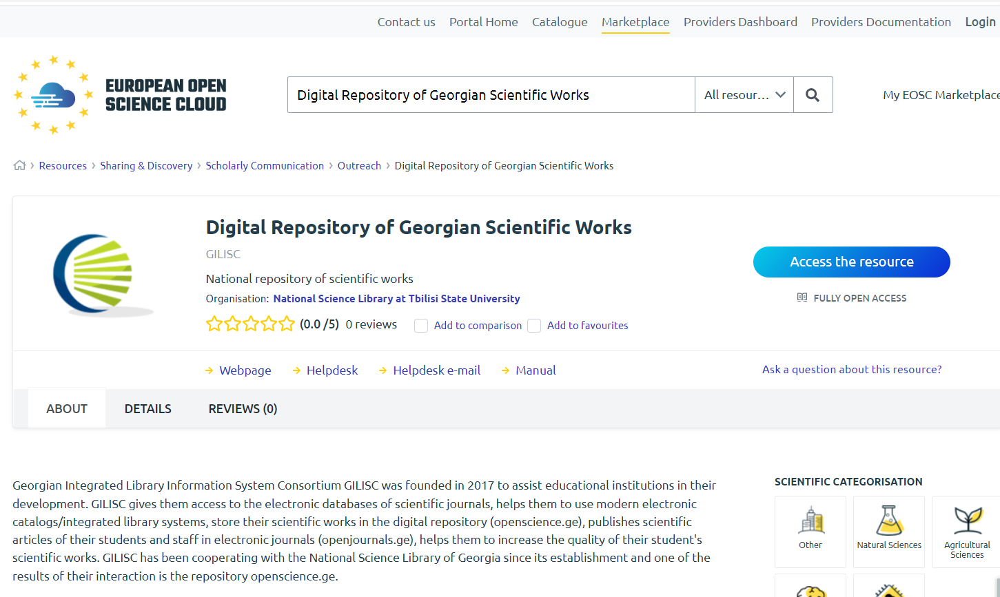 Contact us Portal Home Catalogue Marketplace Providers Dashboard Providers Documentation Login
EUROPEAN OPEN
SCIENCE CLOUD
Digital Repository of Georgian Scientific Works All resour... My EOSC Marketplace
Resources › Sharing & Discovery › Scholarly Communication › Outreach › Digital Repository of Georgian Scientific Works
Digital Repository of Georgian Scientific Works
GILISC
National repository of scientific works
Organisation: National Science Library at Tbilisi State University
(0.0 /5) 0 reviews Add to comparison Add to favourites
Access the resource
FULLY OPEN ACCESS
Webpage Helpdesk Helpdesk e-mail Manual
Ask a question about this resource?
ABOUT DETAILS REVIEWS (0)
Georgian Integrated Library Information System Consortium GILISC was founded in 2017 to assist educational institutions in their
development. GILISC gives them access to the electronic databases of scientific journals, helps them to use modern electronic
catalogs/integrated library systems, store their scientific works in the digital repository (openscience.ge), publishes scientific
articles of their students and staff in electronic journals (openjournals.ge), helps them to increase the quality of their student's
scientific works. GILISC has been cooperating with the National Science Library of Georgia since its establishment and one of the
results of their interaction is the repository openscience.ge.
SCIENTIFIC CATEGORISATION
Other
Natural Sciences
Agricultural
Sciences